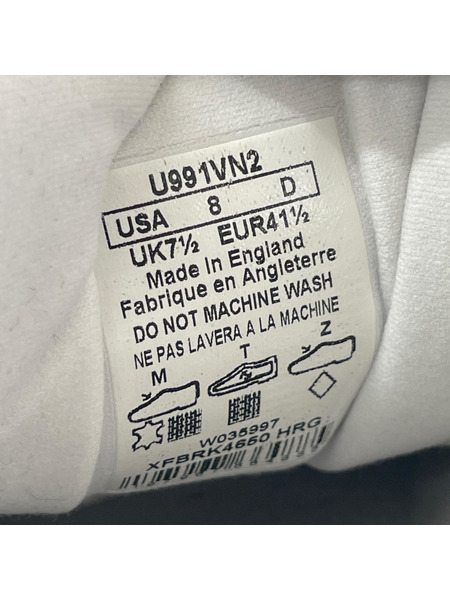 U991VN2
USA 8 D
UK7½ EUR41½
Made in England
Fabrique en Angleterre
DO NOT MACHINE WASH
NE PAS LAVERA A LA MACHINE
M T Z
W035997
XFBRK4650 HRG